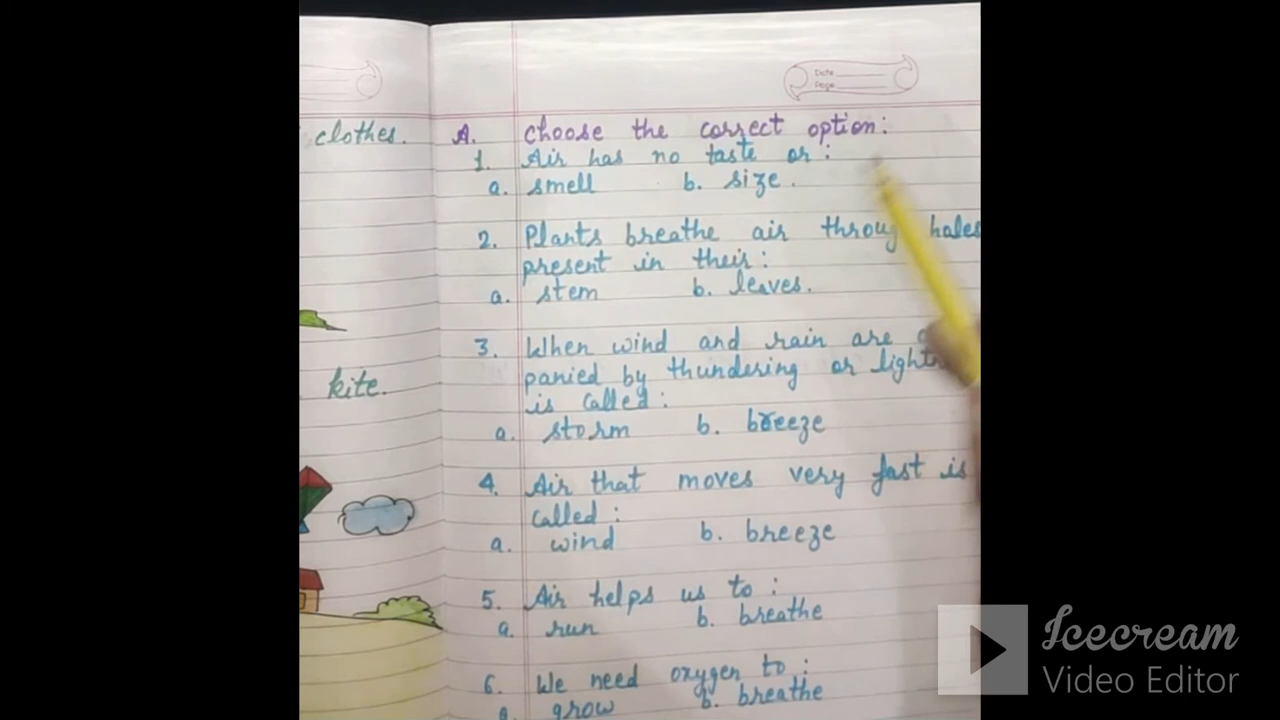 Date
Page
clothes.
kite.
A. Choose the correct option:
1. Air has no taste or :
a. smell b. size.
2. Plants breathe air throug hales
present in their :
a. stem b. leaves.
3. When wind and rain are
panied by thundering or
is called :
a. storm b. breeze
4. Air that moves very fast is
called :
a. wind b. breeze
5. Air helps us to :
a. run b. breathe
6. We need oxygen to :
a. grow b. breathe
Icecream
Video Editor